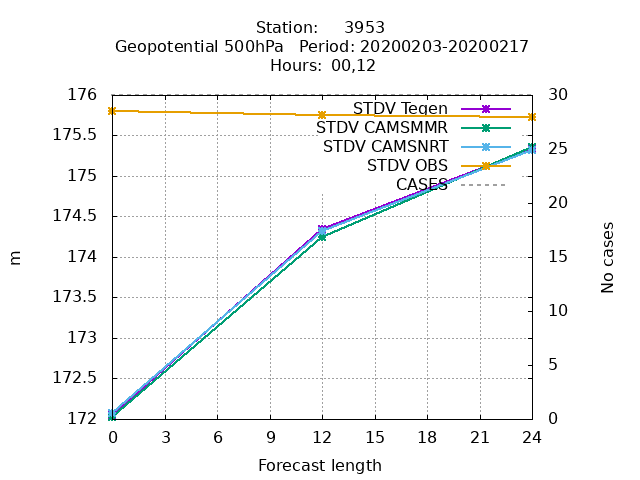 Station: 3953
Geopotential 500hPa Period: 20200203-20200217
Hours: 00,12
176
175.5
175
174.5
174
173.5
173
172.5
172
m
30
25
20
15
10
5
0
No cases
STDV Tegen
STDV CAMSMMR
STDV CAMSNRT
STDV OBS
CASES
0 3 6 9 12 15 18 21 24
Forecast length